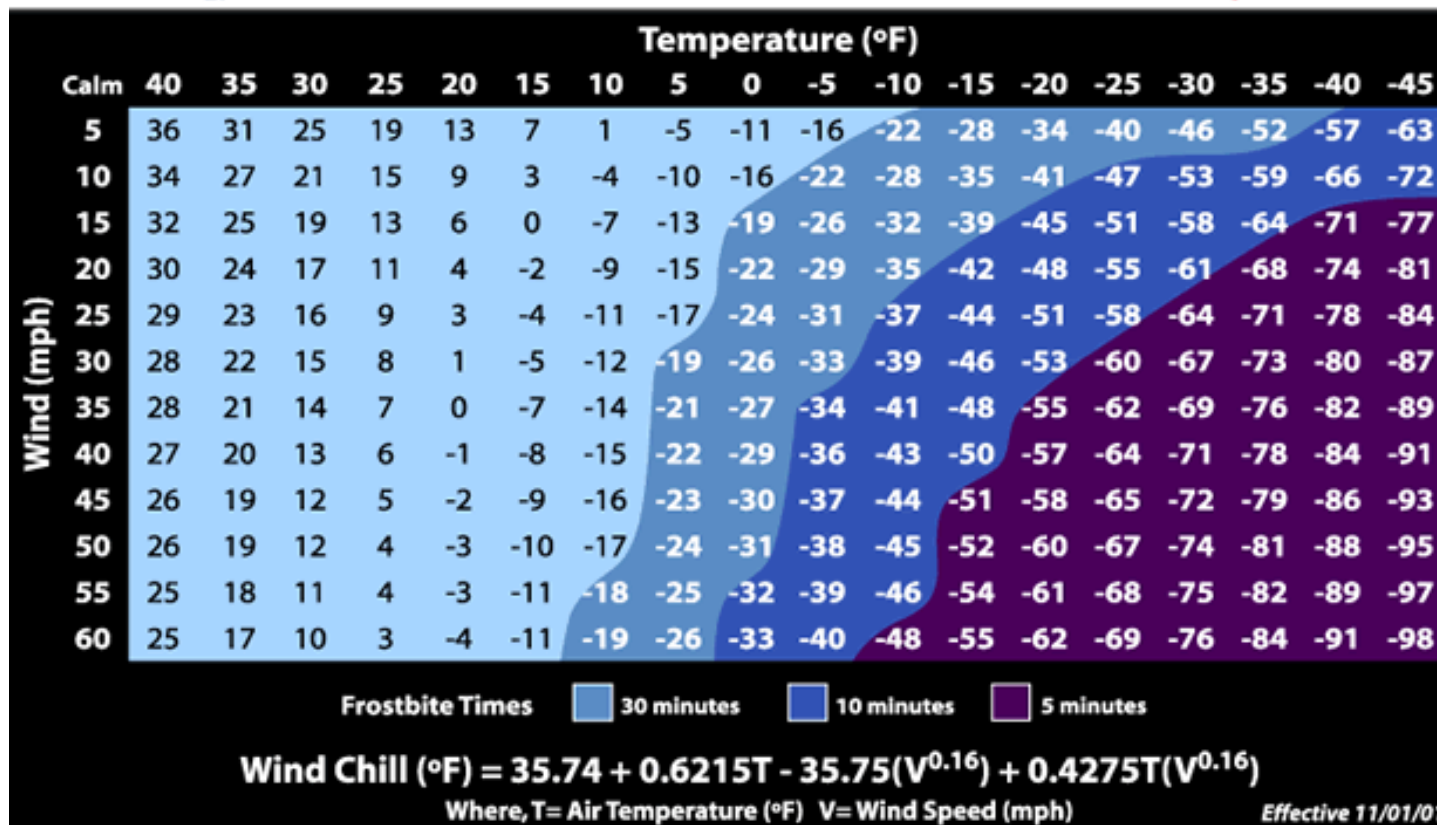 Temperature (ºF)
Calm 40 35 30 25 20 15 10 5 0 -5 -10 -15 -20 -25 -30 -35 -40 -45
5 36 31 25 19 13 7 1 -5 -11 -16 -22 -28 -34 -40 -46 -52 -57 -63
10 34 27 21 15 9 3 -4 -10 -16 -22 -28 -35 -41 -47 -53 -59 -66 -72
15 32 25 19 13 6 0 -7 -13 -19 -26 -32 -39 -45 -51 -58 -64 -71 -77
20 30 24 17 11 4 -2 -9 -15 -22 -29 -35 -42 -48 -55 -61 -68 -74 -81
25 29 23 16 9 3 -4 -11 -17 -24 -31 -37 -44 -51 -58 -64 -71 -78 -84
30 28 22 15 8 1 -5 -12 -19 -26 -33 -39 -46 -53 -60 -67 -73 -80 -87
35 28 21 14 7 0 -7 -14 -21 -27 -34 -41 -48 -55 -62 -69 -76 -82 -89
40 27 20 13 6 -1 -8 -15 -22 -29 -36 -43 -50 -57 -64 -71 -78 -84 -91
45 26 19 12 5 -2 -9 -16 -23 -30 -37 -44 -51 -58 -65 -72 -79 -86 -93
50 26 19 12 4 -3 -10 -17 -24 -31 -38 -45 -52 -60 -67 -74 -81 -88 -95
55 25 18 11 4 -3 -11 -18 -25 -32 -39 -46 -54 -61 -68 -75 -82 -89 -97
60 25 17 10 3 -4 -11 -19 -26 -33 -40 -48 -55 -62 -69 -76 -84 -91 -98
Wind (mph)
Frostbite Times 30 minutes 10 minutes 5 minutes
Wind Chill (ºF) = 35.74 + 0.6215T - 35.75(V^0.16) + 0.4275T(V^0.16)
Where, T= Air Temperature (ºF) V= Wind Speed (mph) Effective 11/01/01